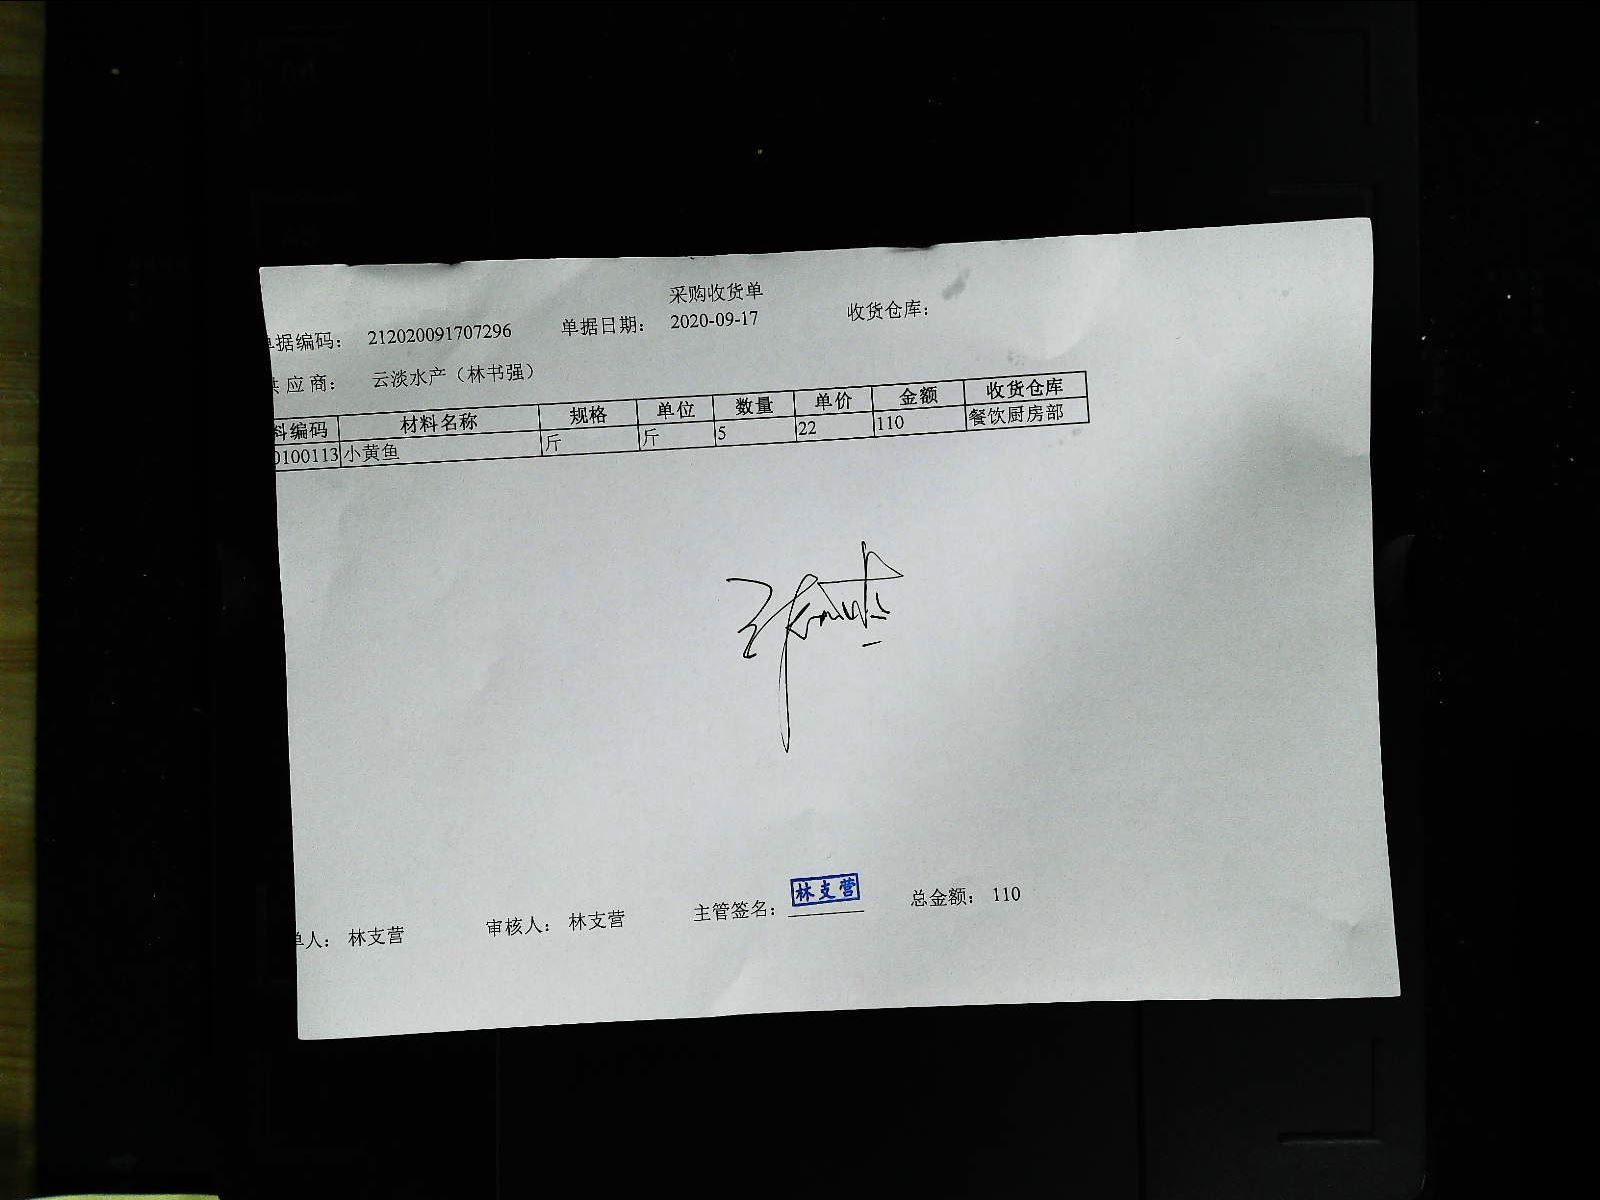 采购收货单
单据编码： 212020091707296 单据日期： 2020-09-17 收货仓库：
供应商： 云淡水产（林书强）
料编码 材料名称 规格 单位 数量 单价 金额 收货仓库
0100113 小黄鱼 斤 斤 5 22 110 餐饮厨房部
单人： 林支营 审核人： 林支营 主管签名： 林支营 总金额： 110